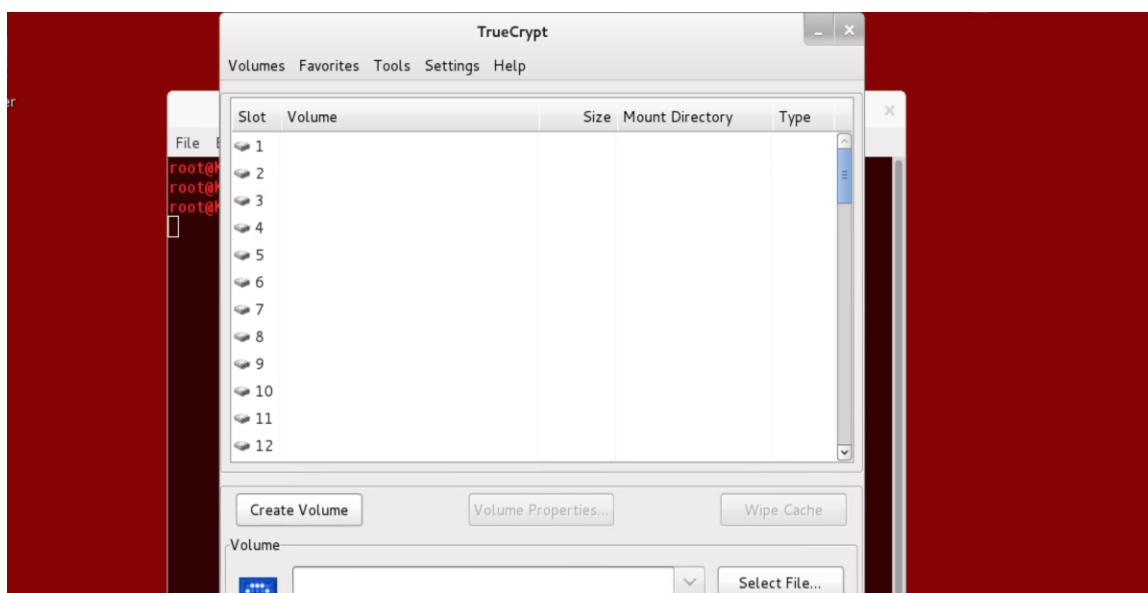 TrueCrypt
Volumes Favorites Tools Settings Help
er
Slot Volume Size Mount Directory Type
File
1
root@K
2
root@K
3
root@K
4
5
6
7
8
9
10
11
12
Create Volume Volume Properties... Wipe Cache
Volume
Select File...